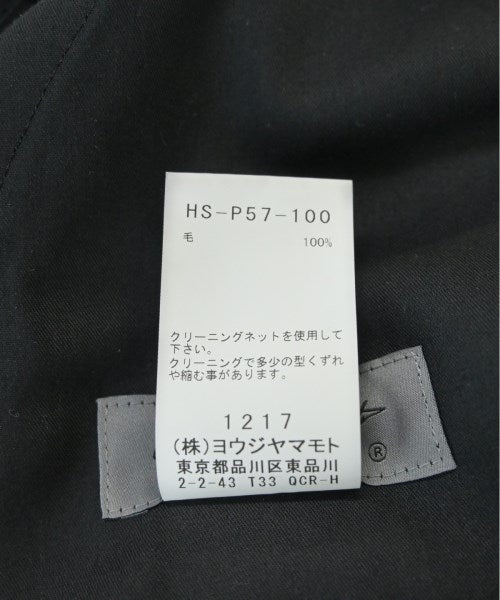 HS-P57-100
毛 100%
クリーニングネットを使用して
下さい。
クリーニングで多少の型くずれ
や縮む事があります。
1217
(株)ヨウジヤマモト
東京都品川区東品川
2-2-43 T33 QCR-H
®